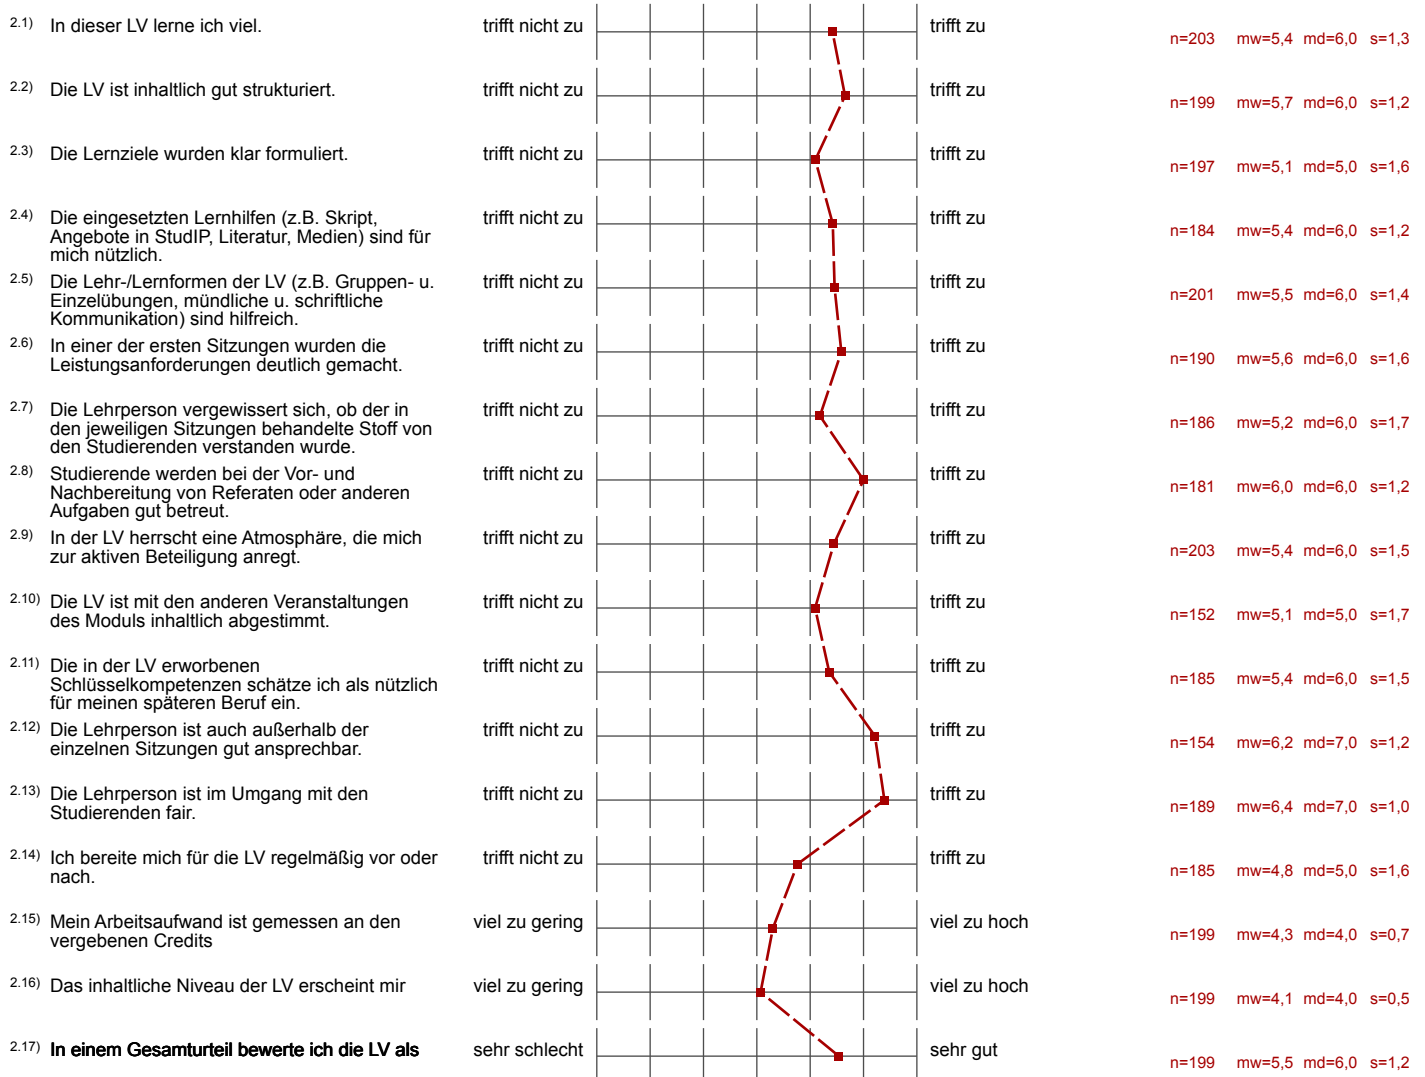 2.1) In dieser LV lerne ich viel. trifft nicht zu trifft zu n=203 mw=5,4 md=6,0 s=1,3
2.2) Die LV ist inhaltlich gut strukturiert. trifft nicht zu trifft zu n=199 mw=5,7 md=6,0 s=1,2
2.3) Die Lernziele wurden klar formuliert. trifft nicht zu trifft zu n=197 mw=5,1 md=5,0 s=1,6
2.4) Die eingesetzten Lernhilfen (z.B. Skript, trifft nicht zu trifft zu
Angebote in StudIP, Literatur, Medien) sind für n=184 mw=5,4 md=6,0 s=1,2
mich nützlich.
2.5) Die Lehr-/Lernformen der LV (z.B. Gruppen- u. trifft nicht zu trifft zu
Einzelübungen, mündliche u. schriftliche n=201 mw=5,5 md=6,0 s=1,4
Kommunikation) sind hilfreich.
2.6) In einer der ersten Sitzungen wurden die trifft nicht zu trifft zu
Leistungsanforderungen deutlich gemacht. n=190 mw=5,6 md=6,0 s=1,6
2.7) Die Lehrperson vergewissert sich, ob der in trifft nicht zu trifft zu
den jeweiligen Sitzungen behandelte Stoff von n=186 mw=5,2 md=6,0 s=1,7
den Studierenden verstanden wurde.
2.8) Studierende werden bei der Vor- und trifft nicht zu trifft zu
Nachbereitung von Referaten oder anderen n=181 mw=6,0 md=6,0 s=1,2
Aufgaben gut betreut.
2.9) In der LV herrscht eine Atmosphäre, die mich trifft nicht zu trifft zu
zur aktiven Beteiligung anregt. n=203 mw=5,4 md=6,0 s=1,5
2.10) Die LV ist mit den anderen Veranstaltungen trifft nicht zu trifft zu
des Moduls inhaltlich abgestimmt. n=152 mw=5,1 md=5,0 s=1,7
2.11) Die in der LV erworbenen trifft nicht zu trifft zu
Schlüsselkompetenzen schätze ich als nützlich n=185 mw=5,4 md=6,0 s=1,5
für meinen späteren Beruf ein.
2.12) Die Lehrperson ist auch außerhalb der trifft nicht zu trifft zu
einzelnen Sitzungen gut ansprechbar. n=154 mw=6,2 md=7,0 s=1,2
2.13) Die Lehrperson ist im Umgang mit den trifft nicht zu trifft zu
Studierenden fair. n=189 mw=6,4 md=7,0 s=1,0
2.14) Ich bereite mich für die LV regelmäßig vor oder trifft nicht zu trifft zu
nach. n=185 mw=4,8 md=5,0 s=1,6
2.15) Mein Arbeitsaufwand ist gemessen an den viel zu gering viel zu hoch
vergebenen Credits n=199 mw=4,3 md=4,0 s=0,7
2.16) Das inhaltliche Niveau der LV erscheint mir viel zu gering viel zu hoch n=199 mw=4,1 md=4,0 s=0,5
2.17) In einem Gesamturteil bewerte ich die LV als sehr schlecht sehr gut n=199 mw=5,5 md=6,0 s=1,2